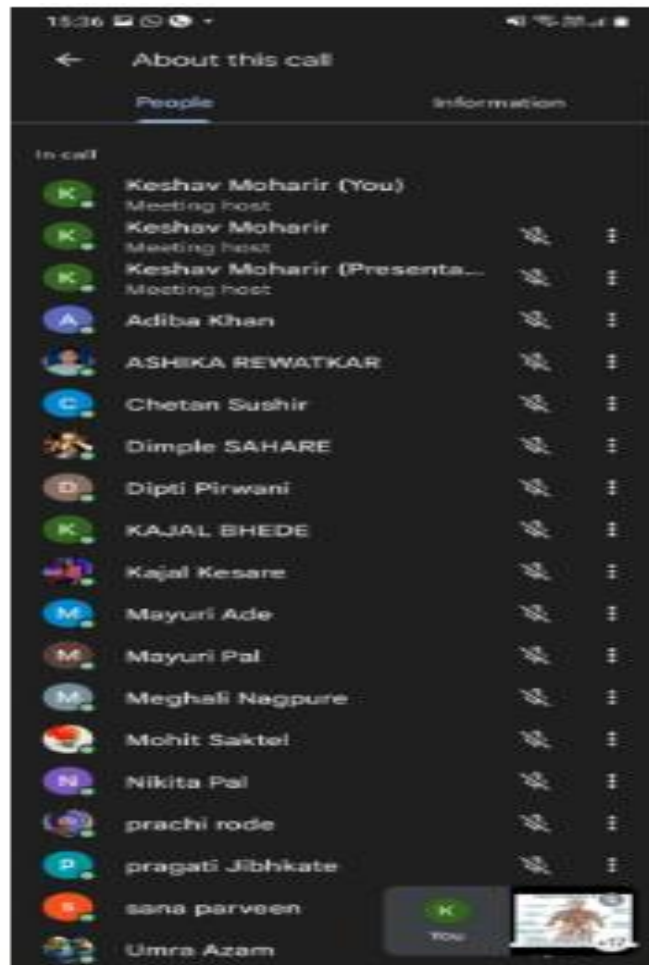 15:36
About this call
People Information
In call
K Keshav Moharir (You)
Meeting host
K Keshav Moharir
Meeting host
K Keshav Moharir (Presenta...
Meeting host
A Adiba Khan
ASHIKA REWATKAR
C Chetan Sushir
Dimple SAHARE
D Dipti Pirwani
K KAJAL BHEDE
Kajal Kesare
M Mayuri Ade
M Mayuri Pal
M Meghali Nagpure
Mohit Saktel
N Nikita Pal
prachi rode
P pragati Jibhkate
S sana parveen
K
You
+17
Umra Azam